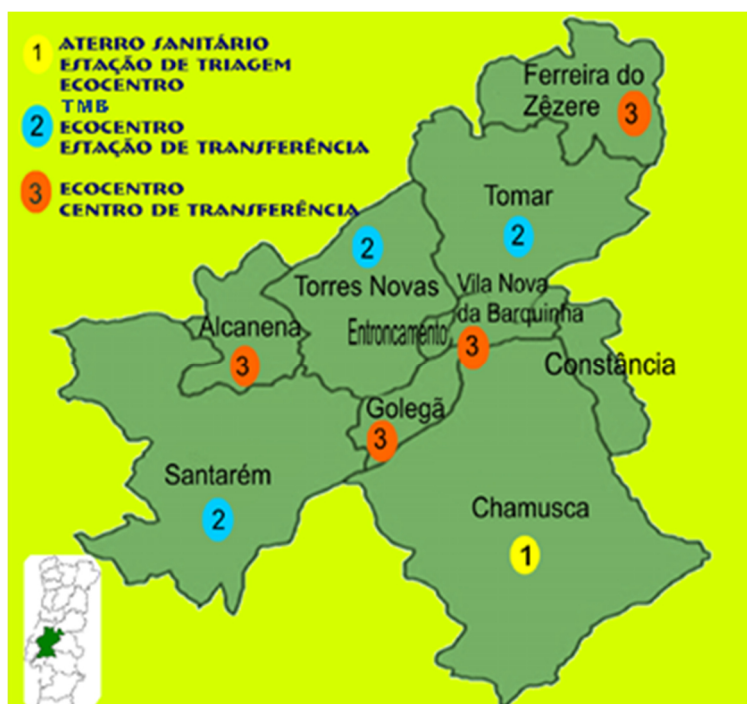 1 ATERRO SANITÁRIO
ESTAÇÃO DE TRIAGEM
ECOCENTRO
TMB
2 ECOCENTRO
ESTAÇÃO DE TRANSFERÊNCIA
3 ECOCENTRO
CENTRO DE TRANSFERÊNCIA
Ferreira do
Zêzere 3
Tomar
2
2
Torres Novas
Vila Nova
da Barquinha
Alcanena
Entroncamento
3
3
Constância
Golegã
3
Santarém
2
Chamusca
1